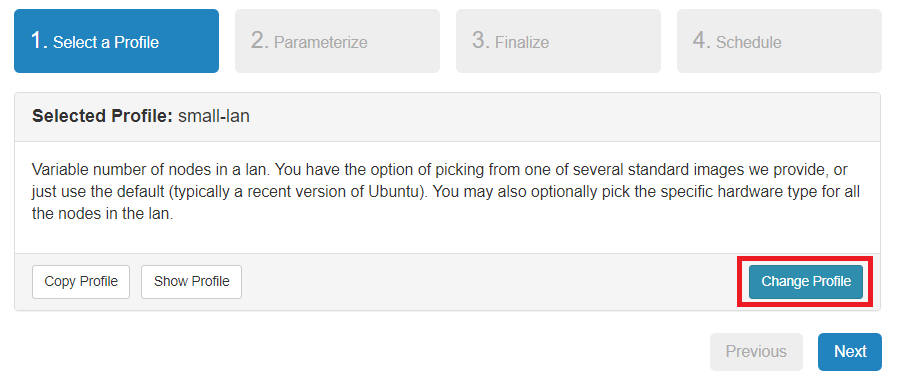 1. Select a Profile
2. Parameterize
3. Finalize
4. Schedule
Selected Profile: small-lan
Variable number of nodes in a lan. You have the option of picking from one of several standard images we provide, or
just use the default (typically a recent version of Ubuntu). You may also optionally pick the specific hardware type for all
the nodes in the lan.
Copy Profile
Show Profile
Change Profile
Previous
Next